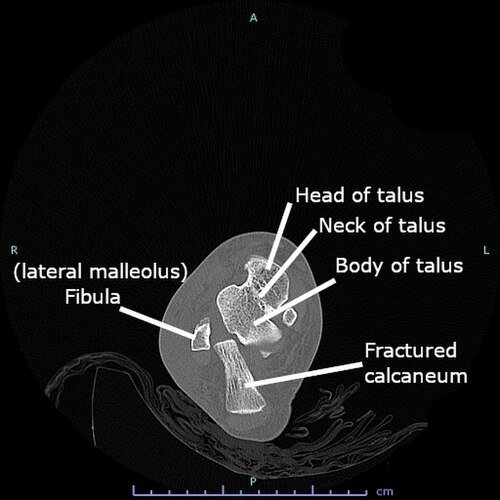 A
Head of talus
Neck of talus
R
L
(lateral malleolus)
Fibula
Body of talus
Fractured
calcaneum
P
cm